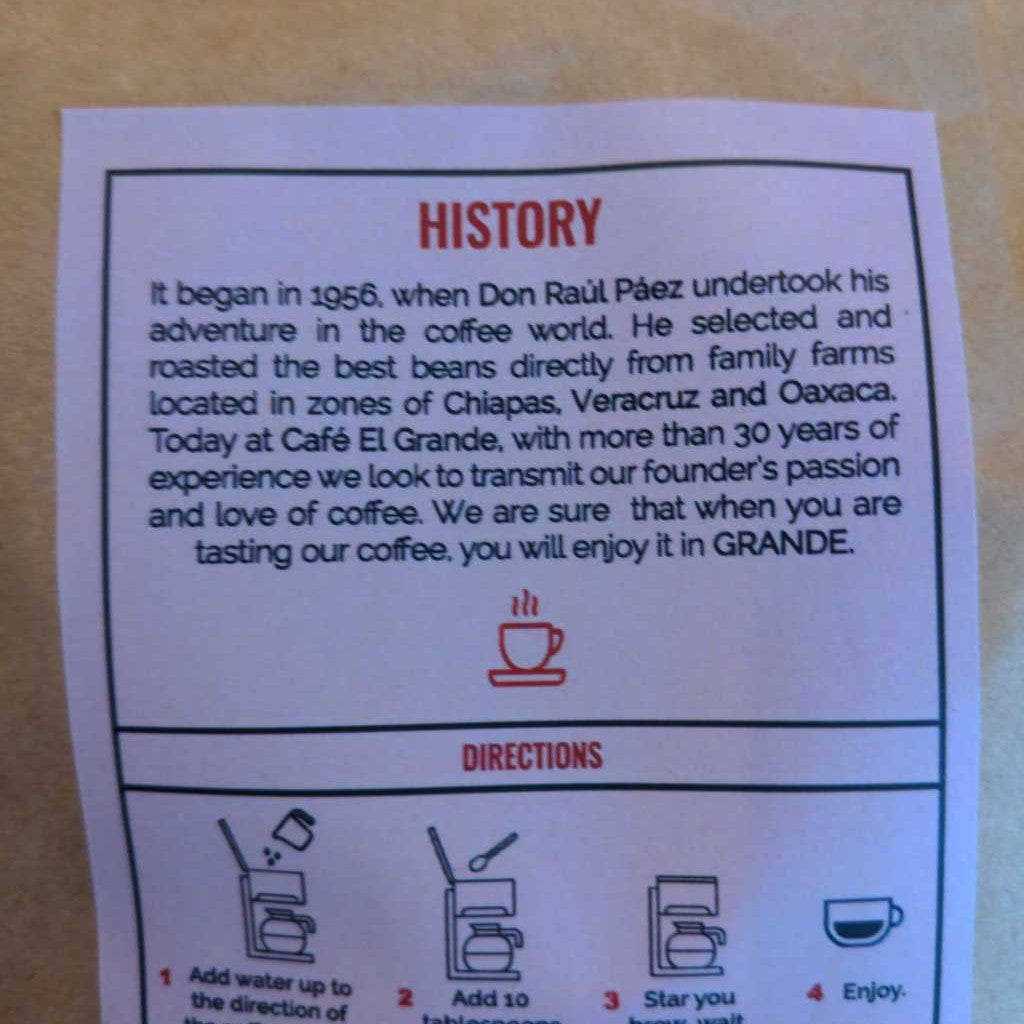 HISTORY
It began in 1956, when Don Raúl Páez undertook his
adventure in the coffee world. He selected and
roasted the best beans directly from family farms
located in zones of Chiapas, Veracruz and Oaxaca.
Today at Café El Grande, with more than 30 years of
experience we look to transmit our founder's passion
and love of coffee. We are sure that when you are
tasting our coffee, you will enjoy it in GRANDE.
DIRECTIONS
1 Add water up to
the direction of
2 Add 10
tablespoons
3 Star you
brew, wait
4 Enjoy.